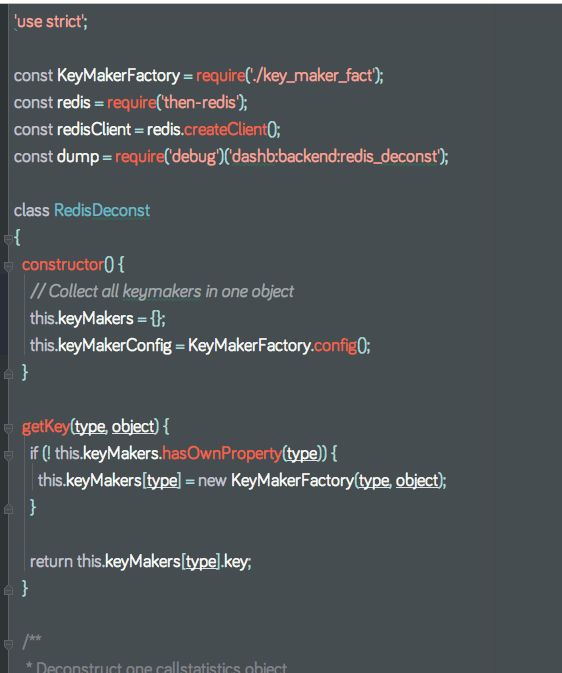 'use strict';
const KeyMakerFactory = require('./key_maker_fact');
const redis = require('then-redis');
const redisClient = redis.createClient();
const dump = require('debug')('dashb:backend:redis_deconst');
class RedisDeconst
{
constructor() {
// Collect all keymakers in one object
this.keyMakers = {};
this.keyMakerConfig = KeyMakerFactory.config();
}
getKey(type, object) {
if (! this.keyMakers.hasOwnProperty(type)) {
this.keyMakers[type] = new KeyMakerFactory(type, object);
}
return this.keyMakers[type].key;
}
/**
* Deconstruct one callstatistics object